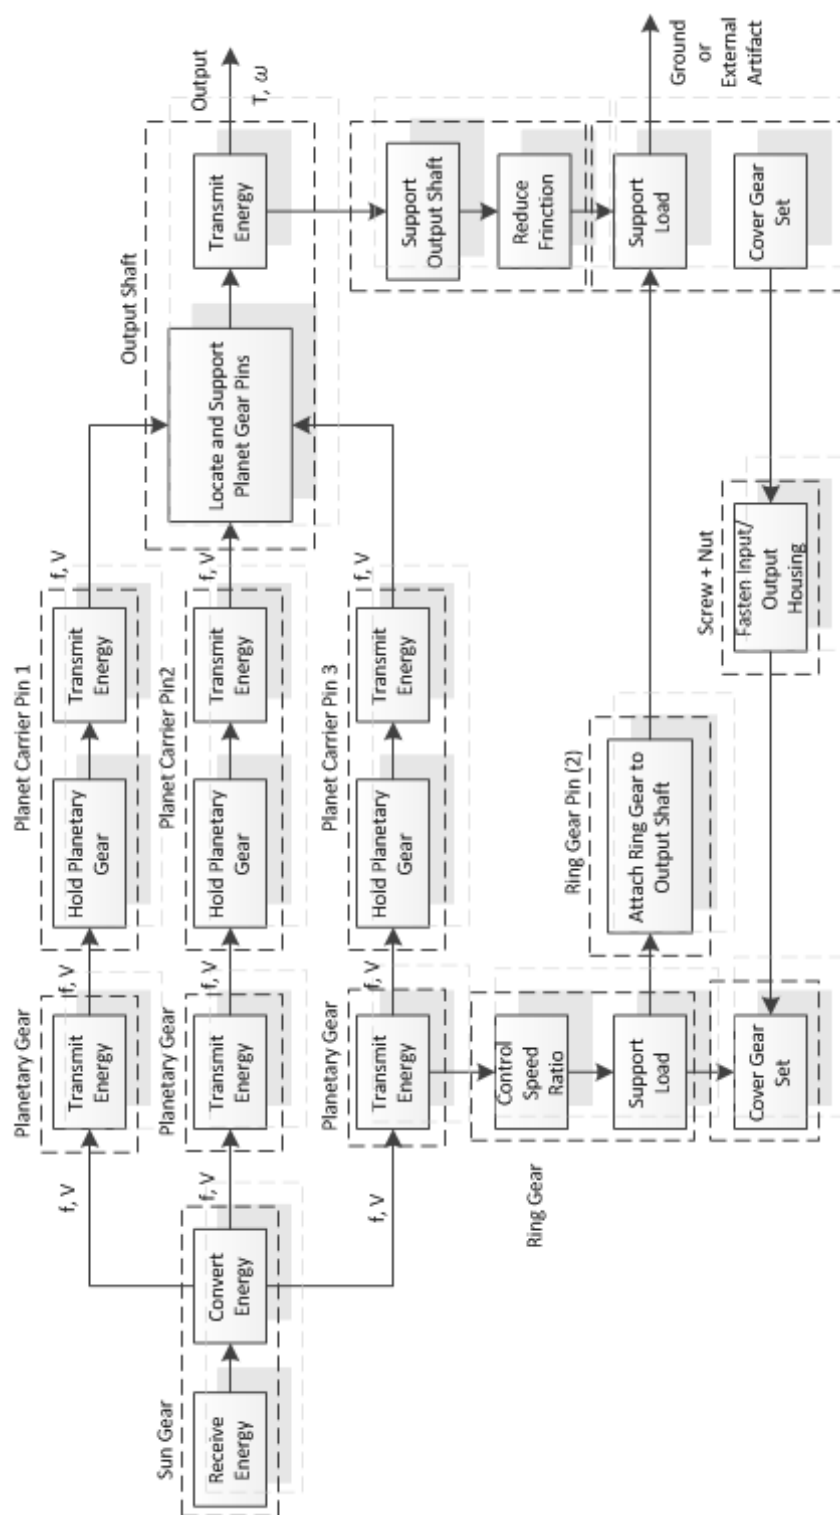 Sun Gear
Receive
Energy
Convert
Energy
f, V
f, V
f, V
Planetary Gear
Transmit
Energy
Planetary Gear
Transmit
Energy
Planetary Gear
Transmit
Energy
f, V
f, V
f, V
Planet Carrier Pin 1
Hold Planetary
Gear
Transmit
Energy
Planet Carrier Pin2
Hold Planetary
Gear
Transmit
Energy
Planet Carrier Pin 3
Hold Planetary
Gear
Transmit
Energy
f, V
f, V
f, V
Output Shaft
Locate and Support
Planet Gear Pins
Transmit
Energy
Output
T, ω
Ring Gear
Control
Speed
Ratio
Support
Load
Ring Gear Pin (2)
Attach Ring Gear to
Output Shaft
Support
Output Shaft
Reduce
Frinction
Support
Load
Ground
or
External
Artifact
Cover Gear
Set
Screw + Nut
Fasten Input/
Output
Housing
Cover Gear
Set